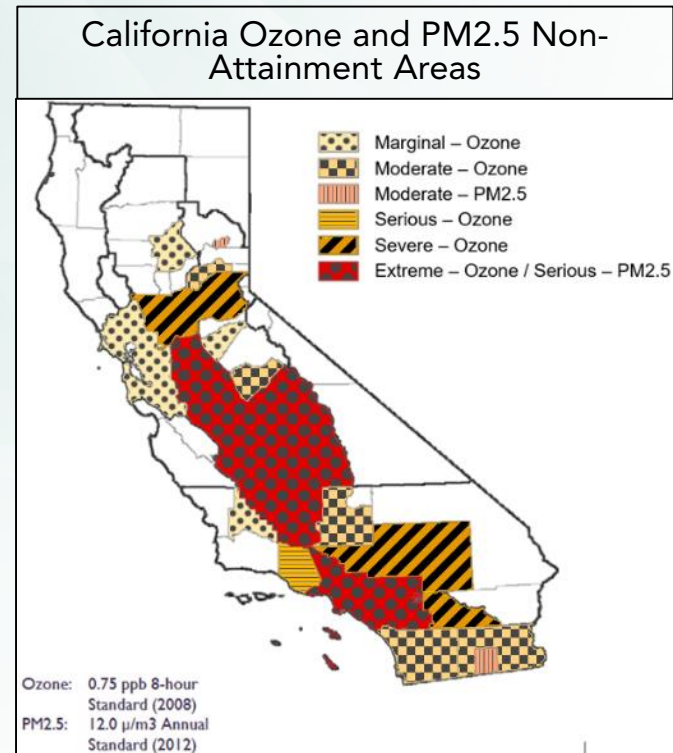 California Ozone and PM2.5 Non-
Attainment Areas
Marginal – Ozone
Moderate – Ozone
Moderate – PM2.5
Serious – Ozone
Severe – Ozone
Extreme – Ozone / Serious – PM2.5
Ozone: 0.75 ppb 8-hour
Standard (2008)
PM2.5: 12.0 µ/m3 Annual
Standard (2012)